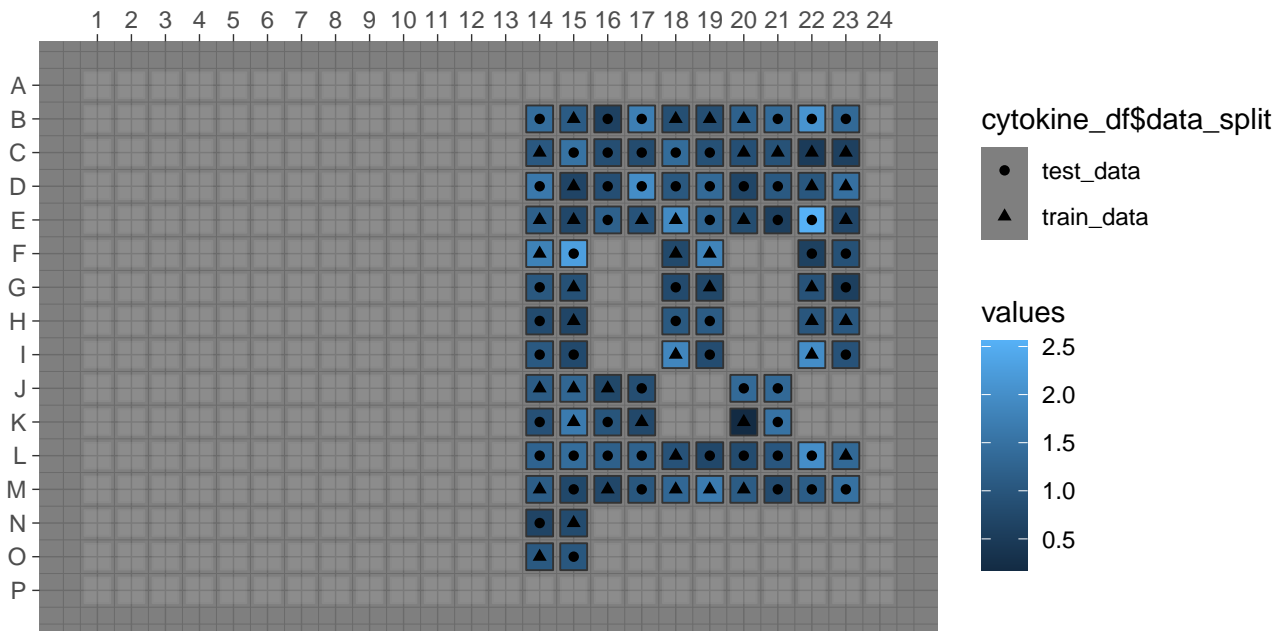 1 2 3 4 5 6 7 8 9 10 11 12 13 14 15 16 17 18 19 20 21 22 23 24
A
B
C
D
E
F
G
H
I
J
K
L
M
N
O
P
cytokine_df$data_split
test_data
train_data
values
2.5
2.0
1.5
1.0
0.5